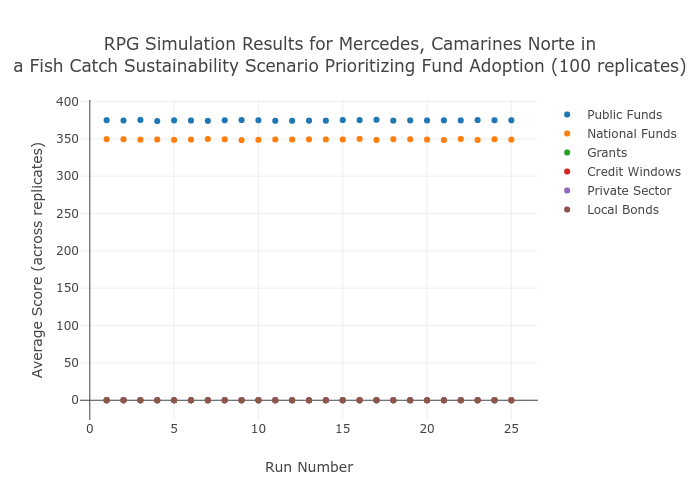 RPG Simulation Results for Mercedes, Camarines Norte in
a Fish Catch Sustainability Scenario Prioritizing Fund Adoption (100 replicates)
400
350
300
250
200
150
100
50
0
Average Score (across replicates)
0 5 10 15 20 25
Run Number
Public Funds
National Funds
Grants
Credit Windows
Private Sector
Local Bonds